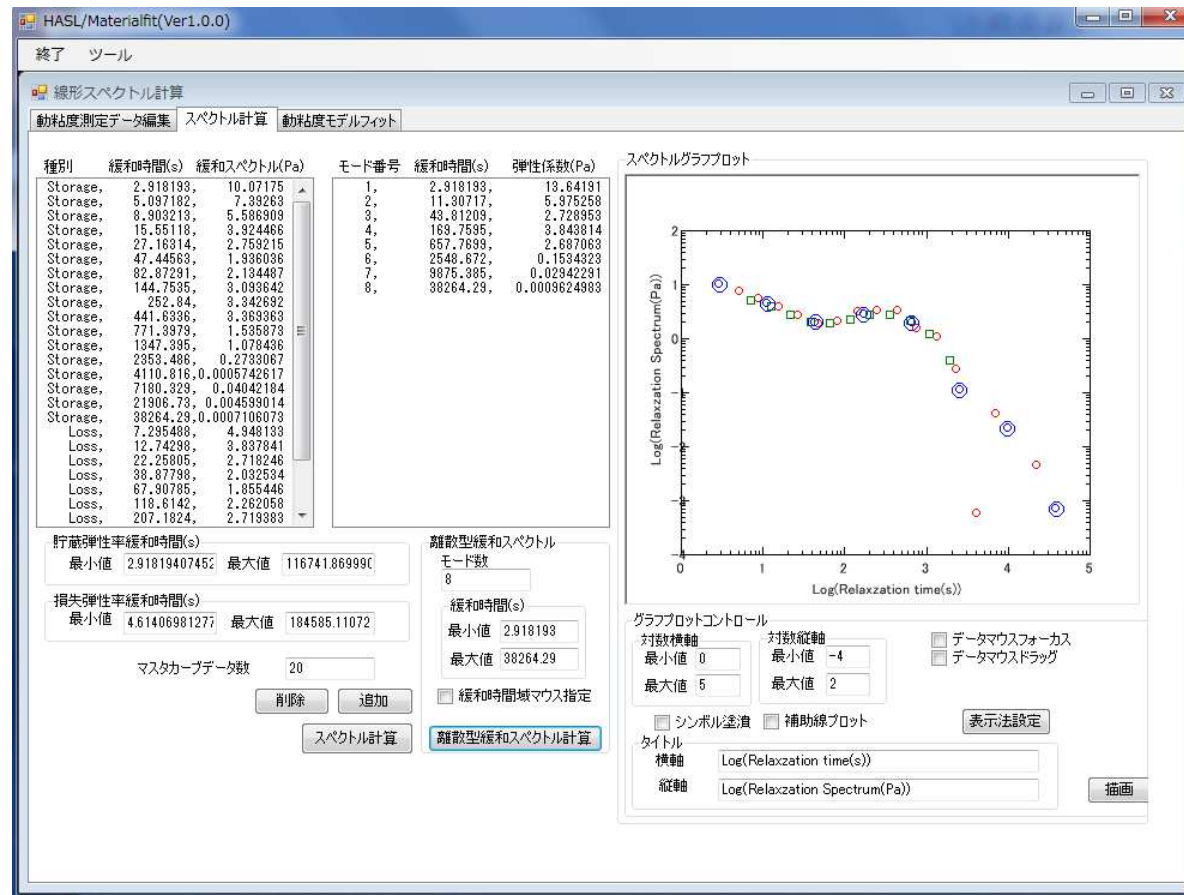 HASL/Materialfit(Ver1.0.0)
終了 ツール
線形スペクトル計算
動粘度測定データ編集 スペクトル計算 動粘度モデルフィット
種別 緩和時間(s) 緩和スペクトル(Pa)
Storage, 2.918193, 10.07175
Storage, 5.097182, 7.39263
Storage, 8.903213, 5.586909
Storage, 15.55118, 3.924466
Storage, 27.16314, 2.759215
Storage, 47.44563, 1.936036
Storage, 82.87291, 2.134487
Storage, 144.7535, 3.093642
Storage, 252.84, 3.342692
Storage, 441.6336, 3.369363
Storage, 771.3979, 1.535873
Storage, 1347.395, 1.078436
Storage, 2353.486, 0.2733067
Storage, 4110.816,0.0005742617
Storage, 7180.329, 0.04042184
Storage, 21906.73, 0.004599014
Storage, 38264.29,0.0007106073
Loss, 7.295488, 4.948133
Loss, 12.74298, 3.837841
Loss, 22.25805, 2.718246
Loss, 38.87798, 2.032534
Loss, 67.90785, 1.855446
Loss, 118.6142, 2.262058
Loss, 207.1824, 2.719383
モード番号 緩和時間(s) 弾性係数(Pa)
1, 2.918193, 13.64191
2, 11.30717, 5.975258
3, 43.81209, 2.728953
4, 169.7595, 3.843814
5, 657.7699, 2.687063
6, 2548.672, 0.1534323
7, 9875.385, 0.02942291
8, 38264.29, 0.0009624983
貯蔵弾性率緩和時間(s)
最小値 2.91819407452 最大値 116741.86999(
損失弾性率緩和時間(s)
最小値 4.61406981277 最大値 184585.11072
マスタカーブデータ数 20
削除 追加
スペクトル計算
離散型緩和スペクトル
モード数
8
緩和時間(s)
最小値 2.918193
最大値 38264.29
緩和時間域マウス指定
離散型緩和スペクトル計算
スペクトルグラフプロット
Log(Relaxzation Spectrum(Pa))
2
1
0
-1
-2
-3
-4
0 1 2 3 4 5
Log(Relaxzation time(s))
グラフプロットコントロール
対数横軸
最小値 0
最大値 5
対数縦軸
最小値 -4
最大値 2
データマウスフォーカス
データマウスドラッグ
シンボル塗潰 補助線プロット 表示法設定
タイトル
横軸 Log(Relaxzation time(s))
縦軸 Log(Relaxzation Spectrum(Pa))
描画